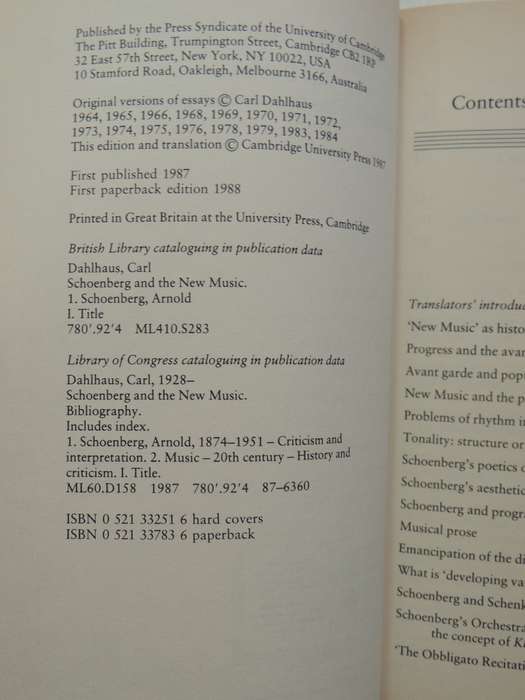 Published by the Press Syndicate of the University of Cambridge
The Pitt Building, Trumpington Street, Cambridge CB2 1RP
32 East 57th Street, New York, NY 10022, USA
10 Stamford Road, Oakleigh, Melbourne 3166, Australia
Original versions of essays © Carl Dahlhaus
1964, 1965, 1966, 1968, 1969, 1970, 1971, 1972,
1973, 1974, 1975, 1976, 1978, 1979, 1983, 1984
This edition and translation © Cambridge University Press 1987
First published 1987
First paperback edition 1988
Printed in Great Britain at the University Press, Cambridge
British Library cataloguing in publication data
Dahlhaus, Carl
Schoenberg and the New Music.
1. Schoenberg, Arnold
I. Title
780′.92′4 ML410.S283
Library of Congress cataloguing in publication data
Dahlhaus, Carl, 1928–
Schoenberg and the New Music.
Bibliography.
Includes index.
1. Schoenberg, Arnold, 1874–1951 – Criticism and
interpretation. 2. Music – 20th century – History and
criticism. I. Title.
ML60.D158 1987 780′.92′4 87–6360
ISBN 0 521 33251 6 hard covers
ISBN 0 521 33783 6 paperback
Contents
Translators' introdu
'New Music' as histo
Progress and the avan
Avant garde and pop
New Music and the p
Problems of rhythm i
Tonality: structure or
Schoenberg's poetics o
Schoenberg's aesthetic
Schoenberg and progr
Musical prose
Emancipation of the di
What is 'developing va
Schoenberg and Schenk
Schoenberg's Orchestra
the concept of K
'The Obbligato Recitati